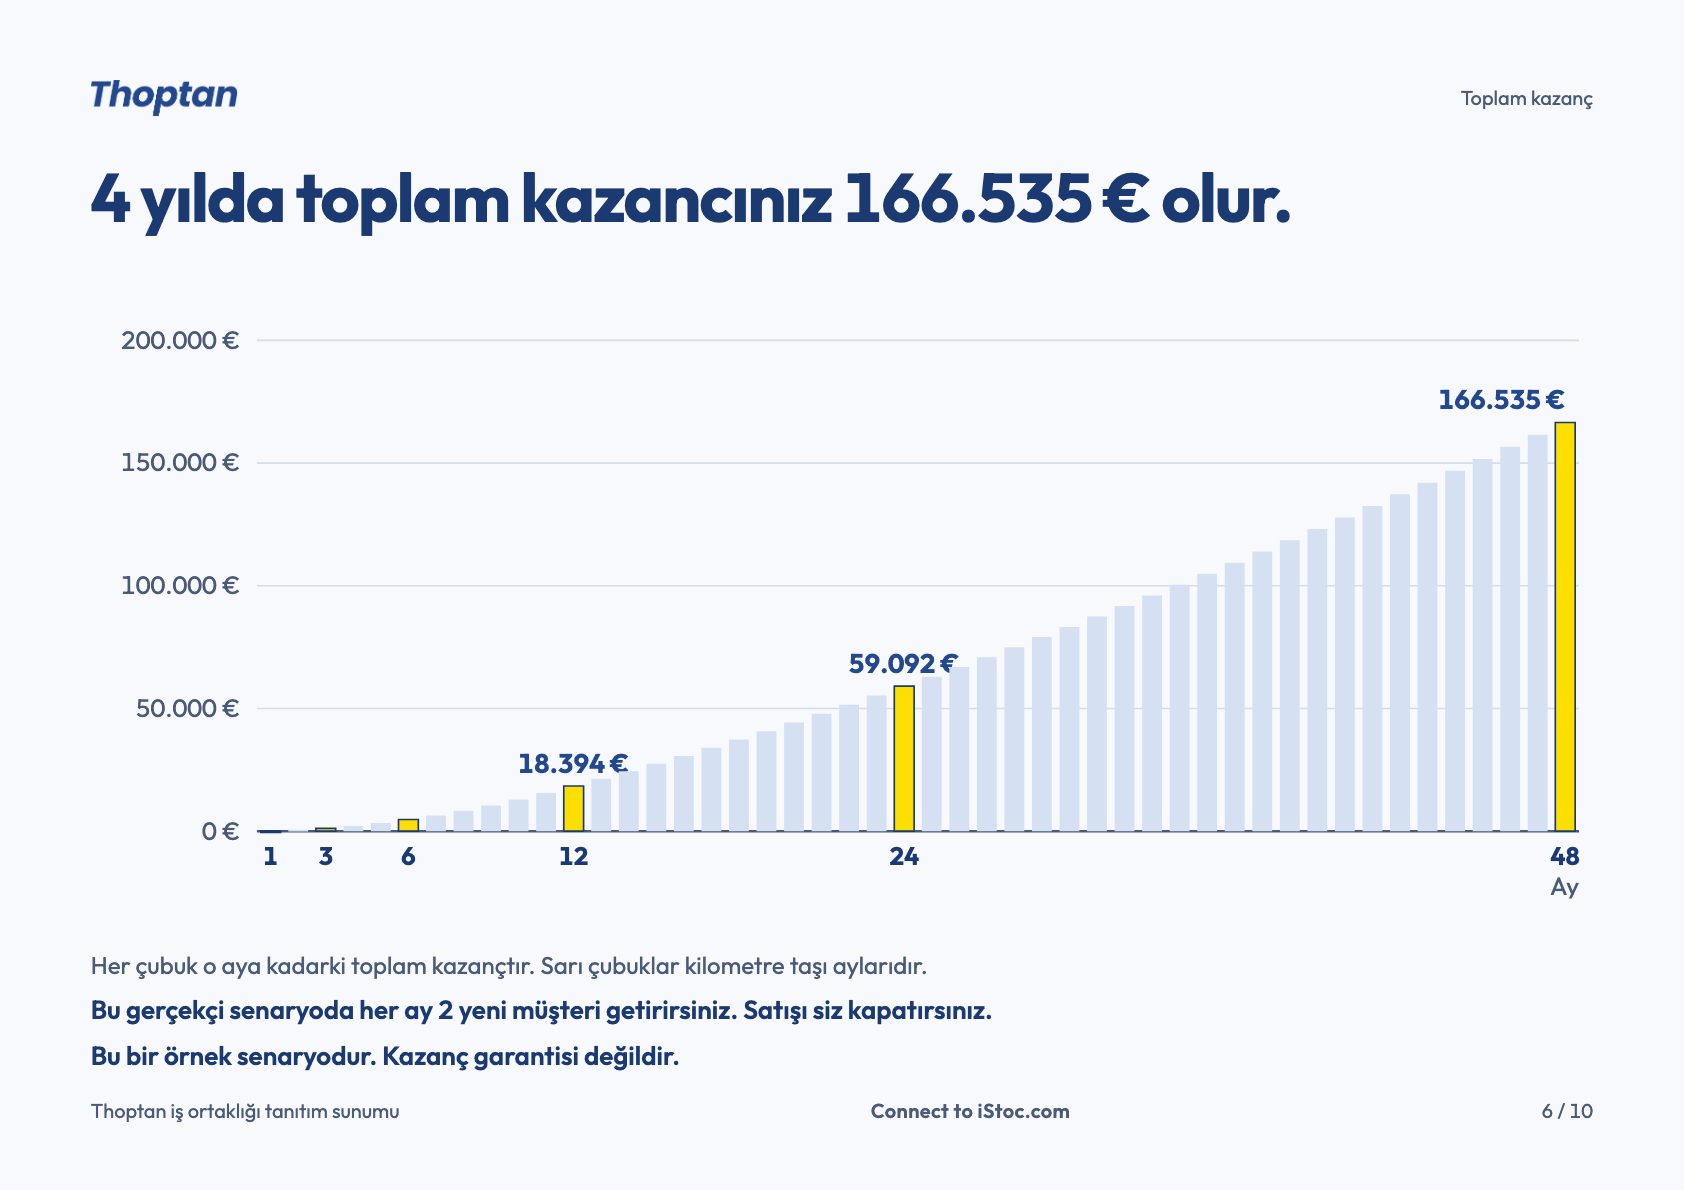 Thoptan
Toplam kazanç
4 yılda toplam kazancınız 166.535 € olur.
200.000 €
166.535 €
150.000 €
100.000 €
59.092 €
50.000 €
18.394 €
0 €
1 3 6 12 24 48
Ay
Her çubuk o aya kadarki toplam kazançtır. Sarı çubuklar kilometre taşı aylarıdır.
Bu gerçekçi senaryoda her ay 2 yeni müşteri getirirsiniz. Satışı siz kapatırsınız.
Bu bir örnek senaryodur. Kazanç garantisi değildir.
Thoptan iş ortaklığı tanıtım sunumu
Connect to iStoc.com
6 / 10